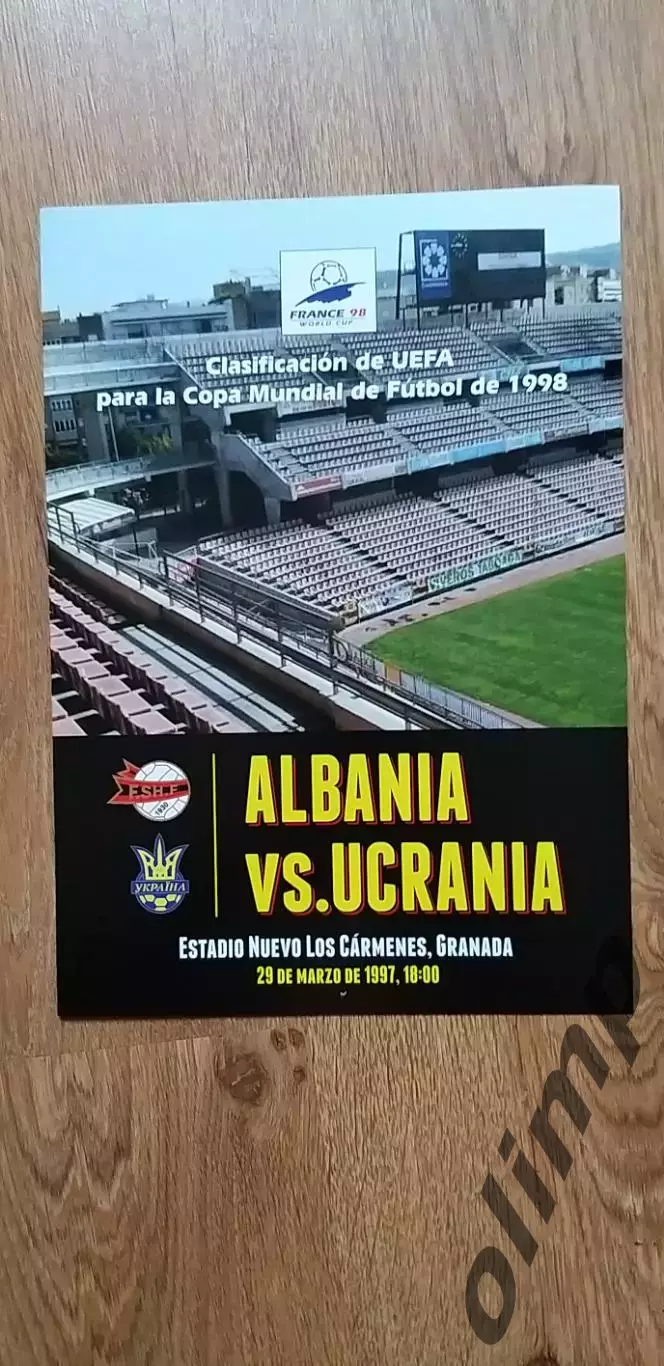 FRANCE 98
WORLD CUP
Clasificación de UEFA
para la Copa Mundial de Fútbol de 1998
F.SH.F
1930
УКРАЇНА
ALBANIA
VS.UCRANIA
ESTADIO NUEVO LOS CÁRMENES, GRANADA
29 DE MARZO DE 1997, 18:00
olimp